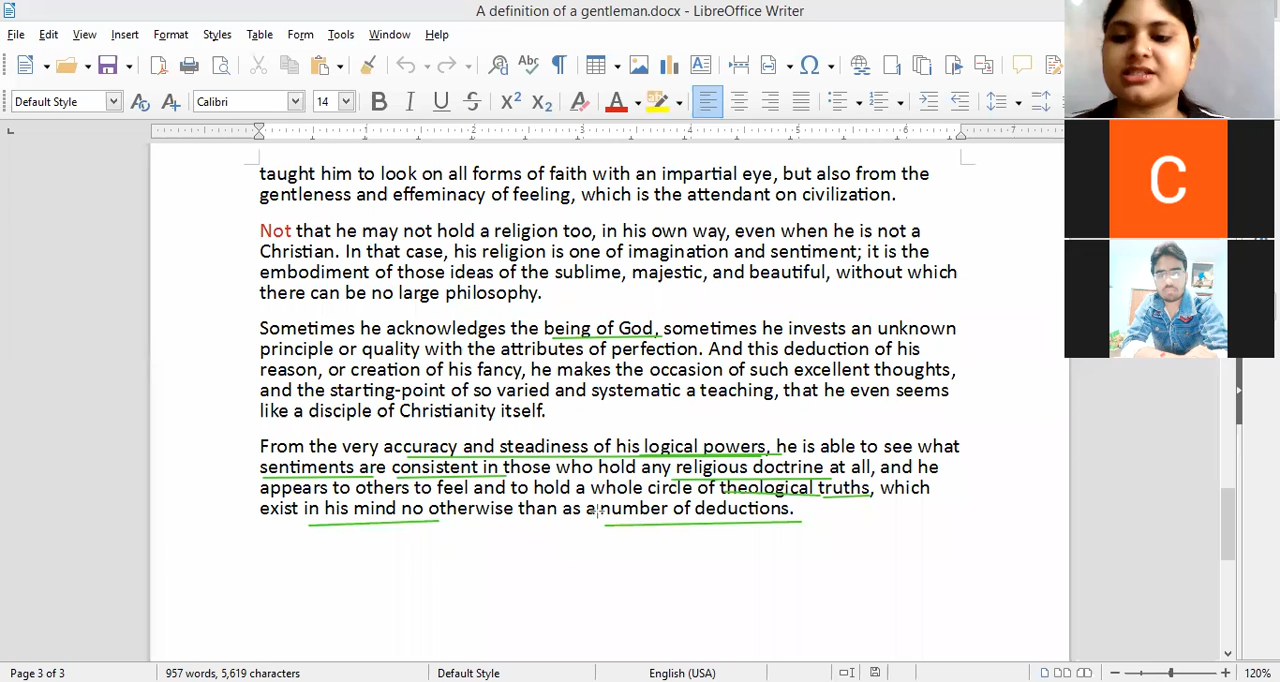 A definition of a gentleman.docx - LibreOffice Writer
File Edit View Insert Format Styles Table Form Tools Window Help
Default Style Calibri 14
1 2 3 4 5 6 7
taught him to look on all forms of faith with an impartial eye, but also from the
gentleness and effeminacy of feeling, which is the attendant on civilization.
Not that he may not hold a religion too, in his own way, even when he is not a
Christian. In that case, his religion is one of imagination and sentiment; it is the
embodiment of those ideas of the sublime, majestic, and beautiful, without which
there can be no large philosophy.
Sometimes he acknowledges the being of God, sometimes he invests an unknown
principle or quality with the attributes of perfection. And this deduction of his
reason, or creation of his fancy, he makes the occasion of such excellent thoughts,
and the starting-point of so varied and systematic a teaching, that he even seems
like a disciple of Christianity itself.
From the very accuracy and steadiness of his logical powers, he is able to see what
sentiments are consistent in those who hold any religious doctrine at all, and he
appears to others to feel and to hold a whole circle of theological truths, which
exist in his mind no otherwise than as a number of deductions.
C
Page 3 of 3 957 words, 5,619 characters Default Style English (USA) 120%